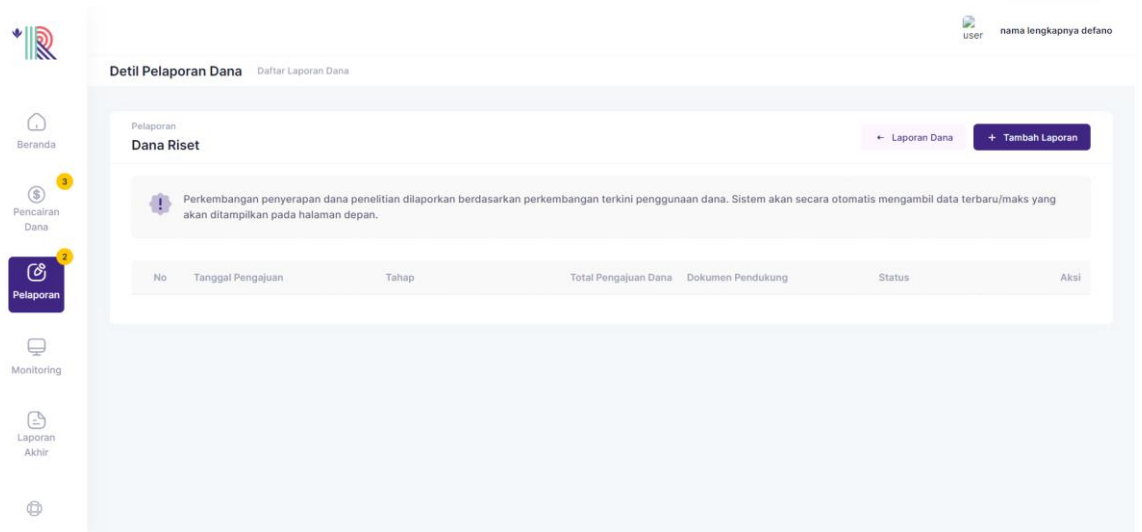 user nama lengkapnya defano
Detil Pelaporan Dana Daftar Laporan Dana
Beranda
3
Pencairan
Dana
2
Pelaporan
Monitoring
Laporan
Akhir
Pelaporan
Dana Riset
← Laporan Dana + Tambah Laporan
! Perkembangan penyerapan dana penelitian dilaporkan berdasarkan perkembangan terkini penggunaan dana. Sistem akan secara otomatis mengambil data terbaru/maks yang
akan ditampilkan pada halaman depan.
No Tanggal Pengajuan Tahap Total Pengajuan Dana Dokumen Pendukung Status Aksi